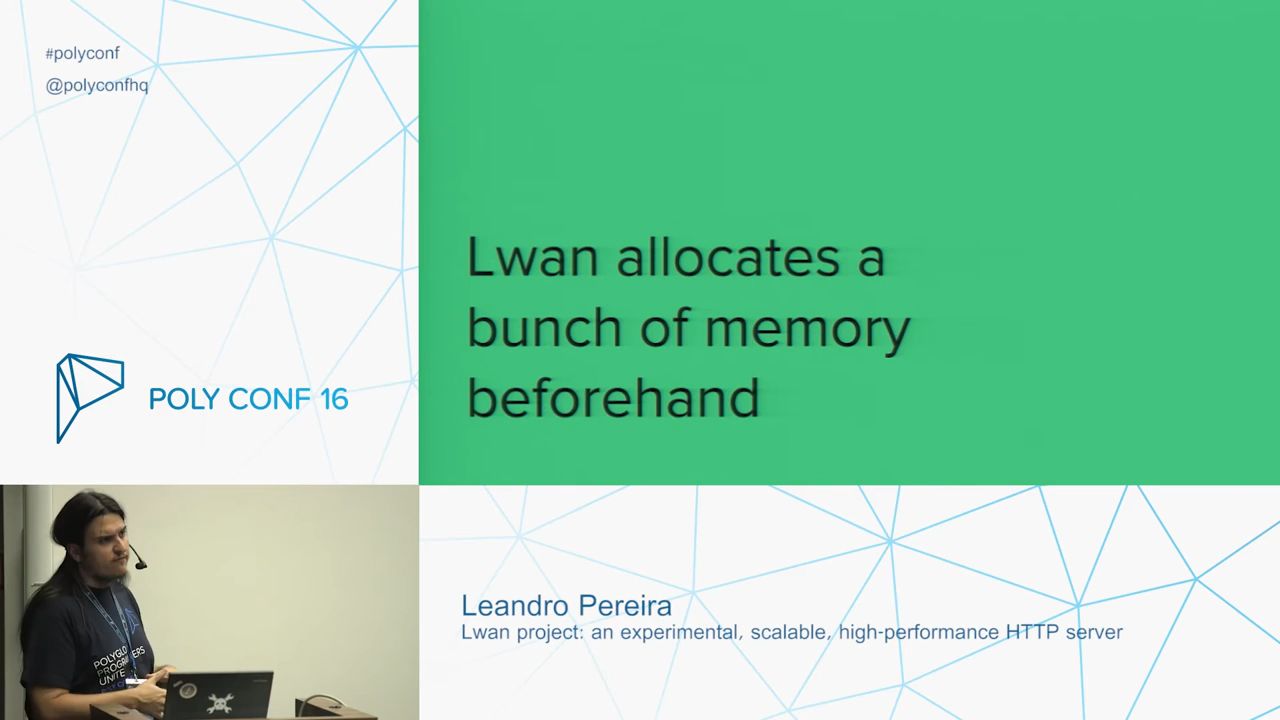 #polyconf
@polyconfhq
POLY CONF 16
Lwan allocates a
bunch of memory
beforehand
Leandro Pereira
Lwan project: an experimental, scalable, high-performance HTTP server
UNITE